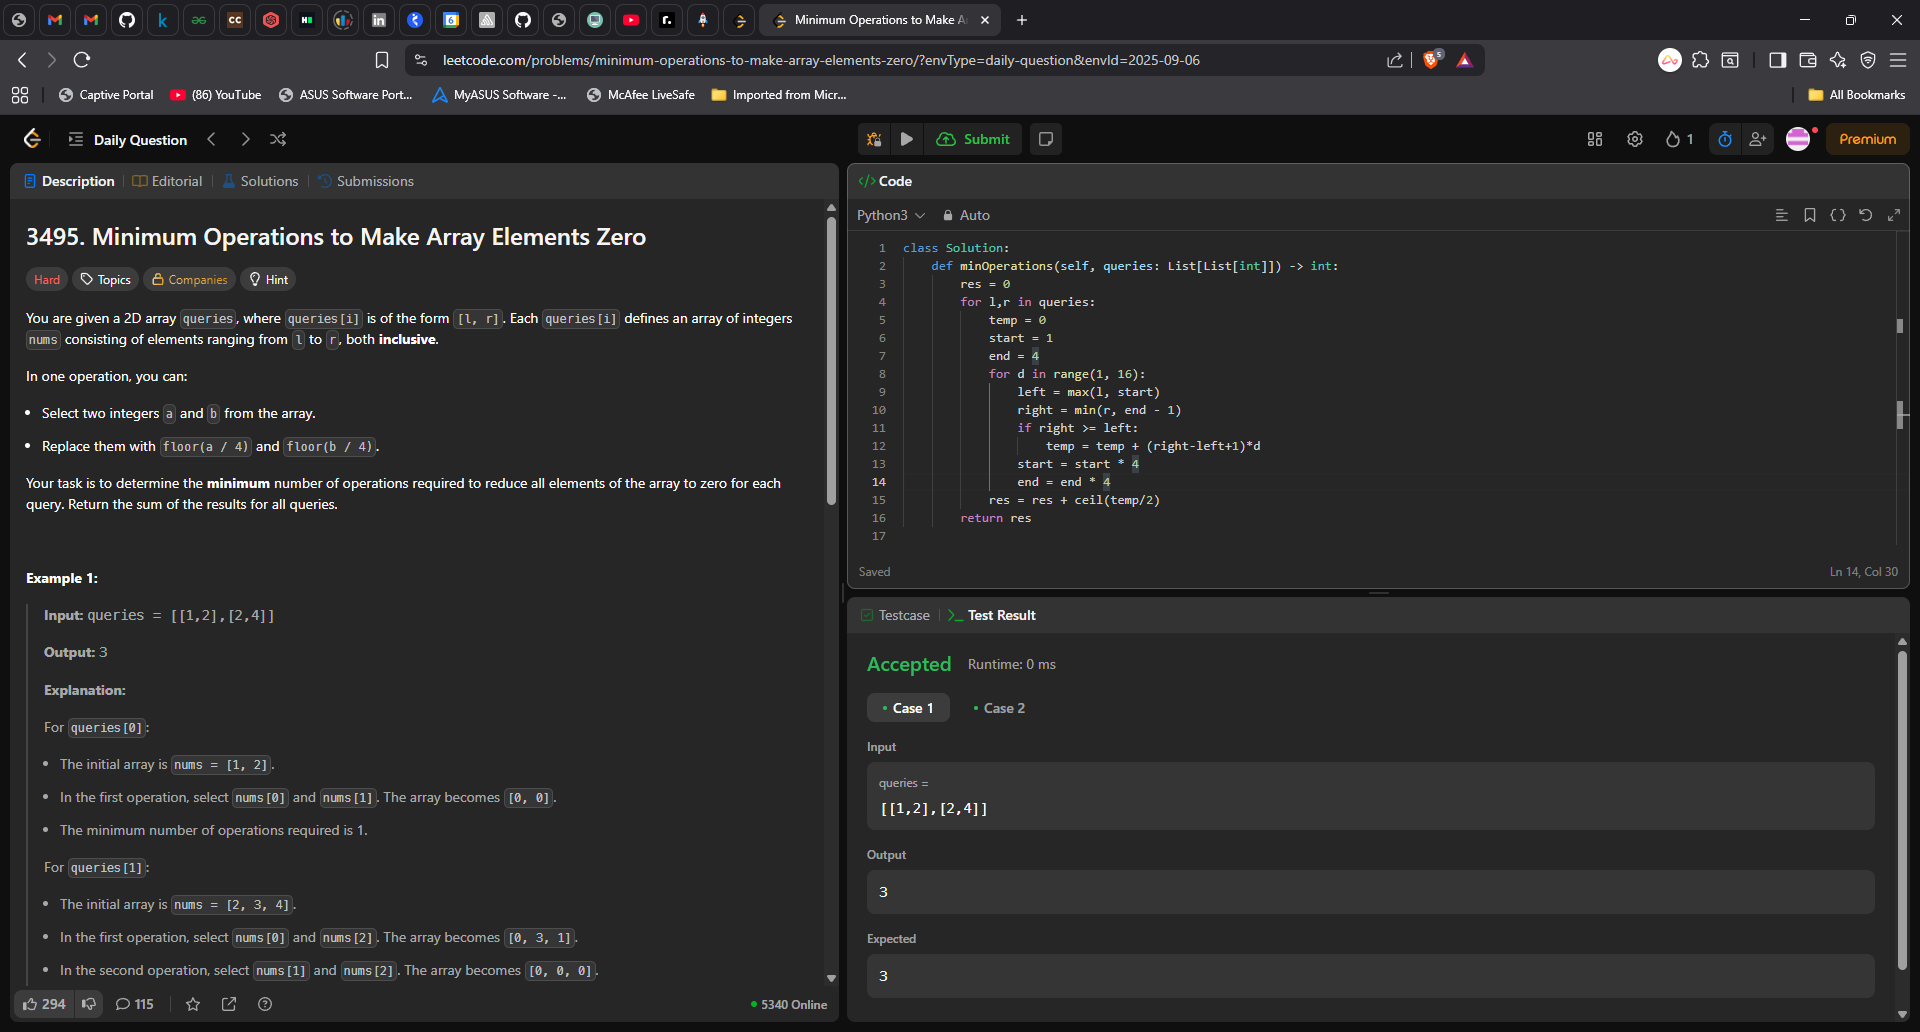 Minimum Operations to Make A
leetcode.com/problems/minimum-operations-to-make-array-elements-zero/?envType=daily-question&envId=2025-09-06
5
Captive Portal
(86) YouTube
ASUS Software Port...
MyASUS Software -...
McAfee LiveSafe
Imported from Micr...
All Bookmarks
Daily Question
Submit
1
Premium
Description
Editorial
Solutions
Submissions
3495. Minimum Operations to Make Array Elements Zero
Hard
Topics
Companies
Hint
You are given a 2D array queries, where queries[i] is of the form [l, r]. Each queries[i] defines an array of integers
nums consisting of elements ranging from l to r, both inclusive.
In one operation, you can:
• Select two integers a and b from the array.
• Replace them with floor(a / 4) and floor(b / 4).
Your task is to determine the minimum number of operations required to reduce all elements of the array to zero for each
query. Return the sum of the results for all queries.
Example 1:
Input: queries = [[1,2],[2,4]]
Output: 3
Explanation:
For queries[0]:
• The initial array is nums = [1, 2].
• In the first operation, select nums[0] and nums[1]. The array becomes [0, 0].
• The minimum number of operations required is 1.
For queries[1]:
• The initial array is nums = [2, 3, 4].
• In the first operation, select nums[0] and nums[2]. The array becomes [0, 3, 1].
• In the second operation, select nums[1] and nums[2]. The array becomes [0, 0, 0].
294
115
5340 Online
</> Code
Python3
Auto
1 class Solution:
2 def minOperations(self, queries: List[List[int]]) -> int:
3 res = 0
4 for l,r in queries:
5 temp = 0
6 start = 1
7 end = 4
8 for d in range(1, 16):
9 left = max(l, start)
10 right = min(r, end - 1)
11 if right >= left:
12 temp = temp + (right-left+1)*d
13 start = start * 4
14 end = end * 4
15 res = res + ceil(temp/2)
16 return res
17
Saved
Ln 14, Col 30
Testcase
>_ Test Result
Accepted
Runtime: 0 ms
• Case 1
• Case 2
Input
queries =
[[1,2],[2,4]]
Output
3
Expected
3